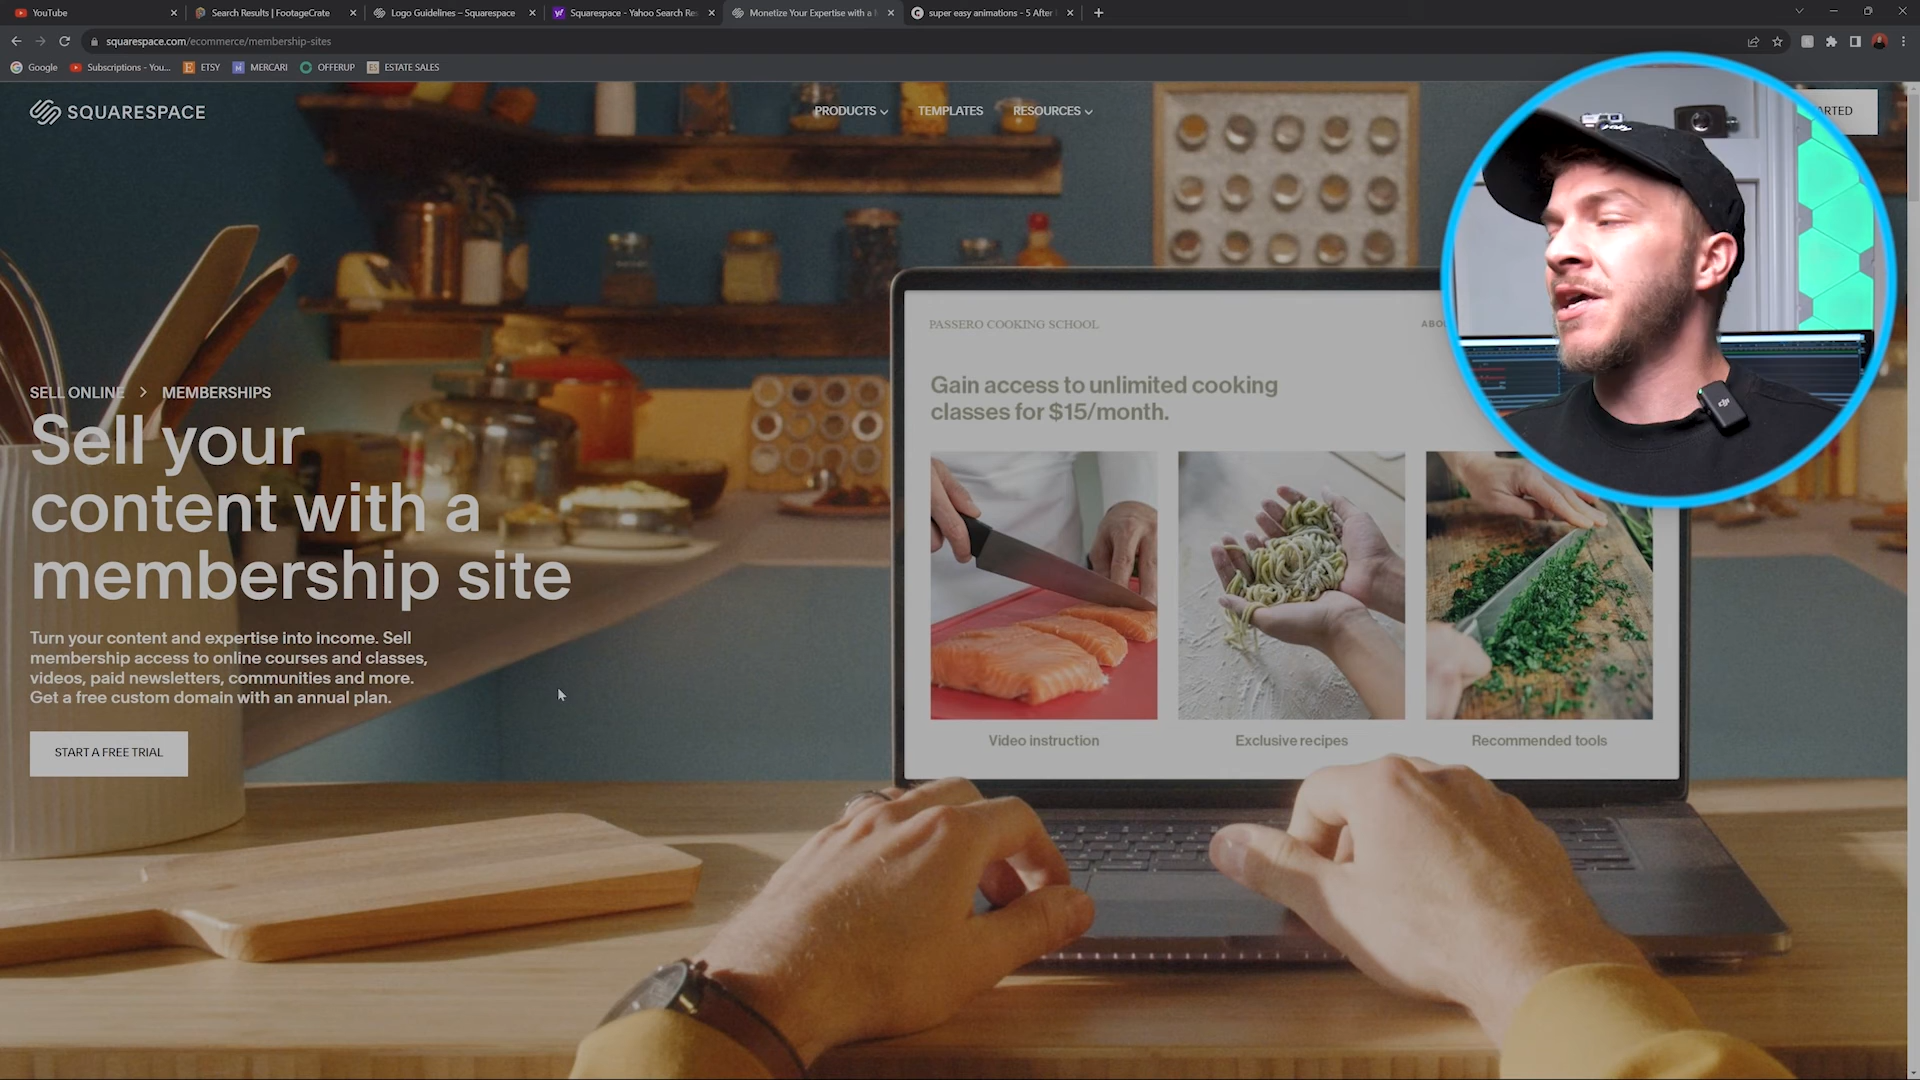 YouTube
Search Results | FootageCrate
Logo Guidelines – Squarespace
Squarespace - Yahoo Search Res
Monetize Your Expertise with a
super easy animations - 5 After
squarespace.com/ecommerce/membership-sites
Google
Subscriptions - You...
ETSY
MERCARI
OFFERUP
ES
ESTATE SALES
SQUARESPACE
PRODUCTS
TEMPLATES
RESOURCES
ARTED
PASSERO COOKING SCHOOL
ABOU
Gain access to unlimited cooking
classes for $15/month.
SELL ONLINE > MEMBERSHIPS
Sell your
content with a
membership site
Turn your content and expertise into income. Sell
membership access to online courses and classes,
videos, paid newsletters, communities and more.
Get a free custom domain with an annual plan.
START A FREE TRIAL
Video instruction
Exclusive recipes
Recommended tools
dji